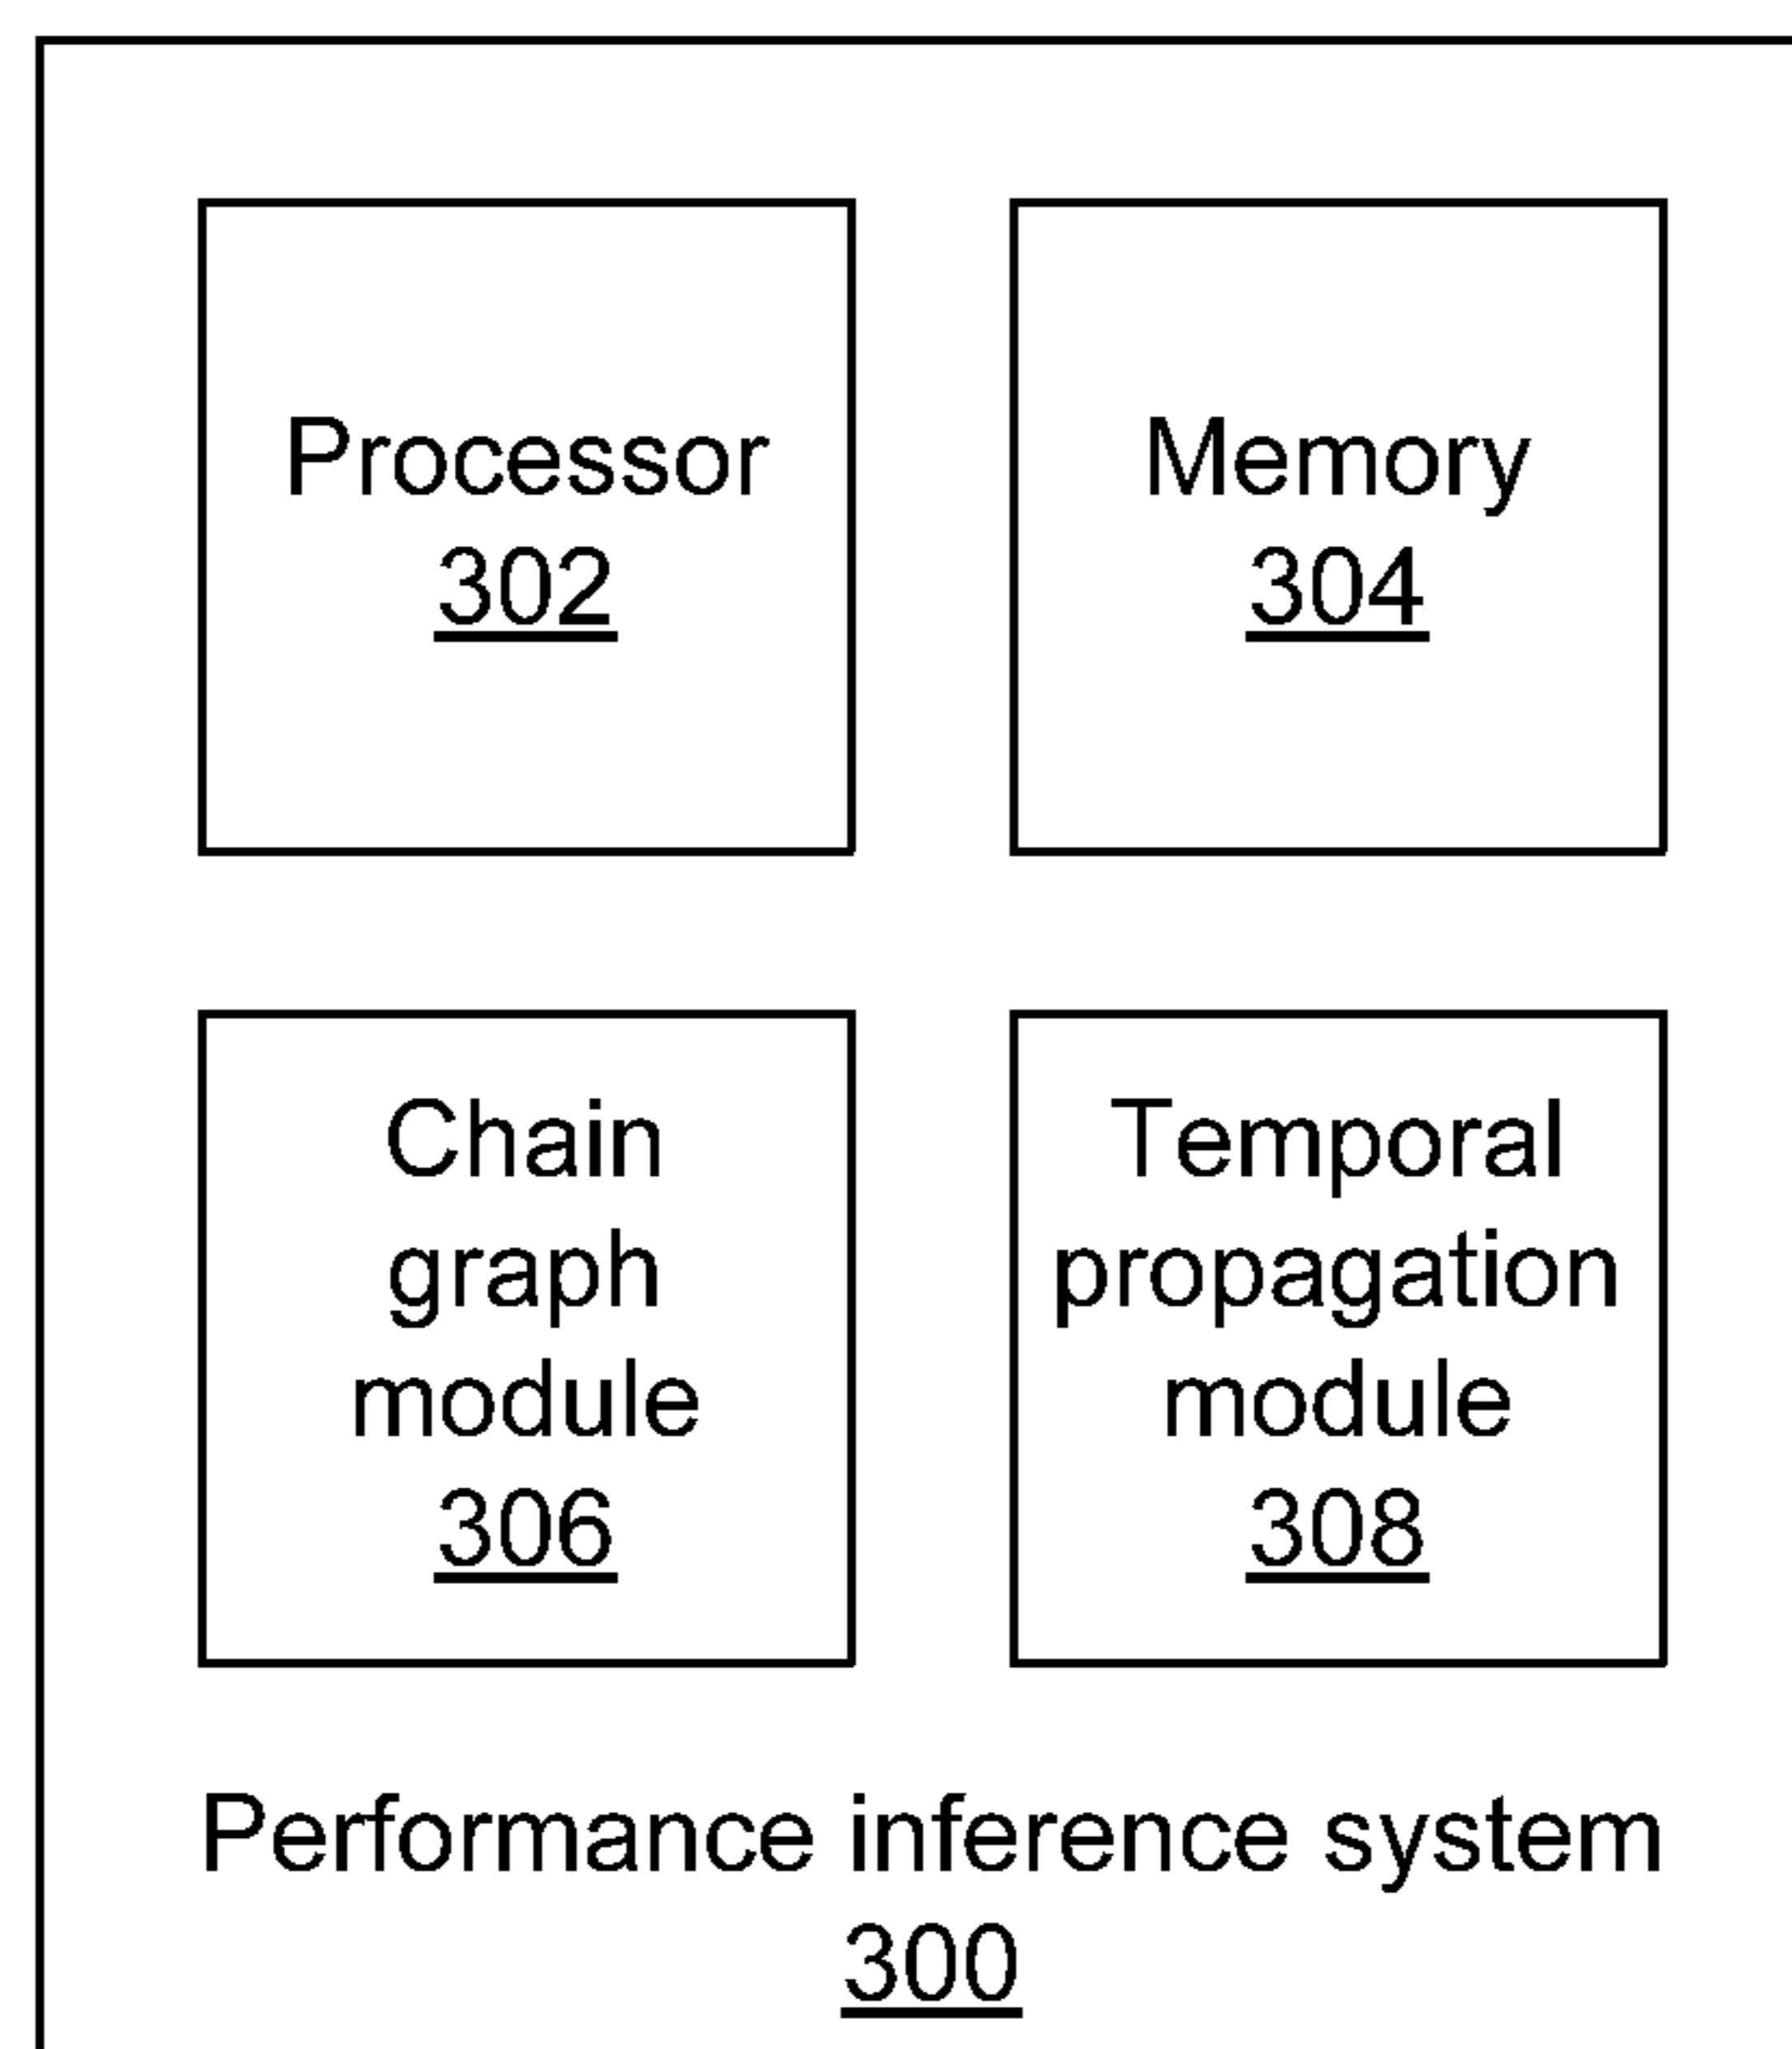 Processor
302
Memory
304
Chain
graph
module
306
Temporal
propagation
module
308
Performance inference system
300